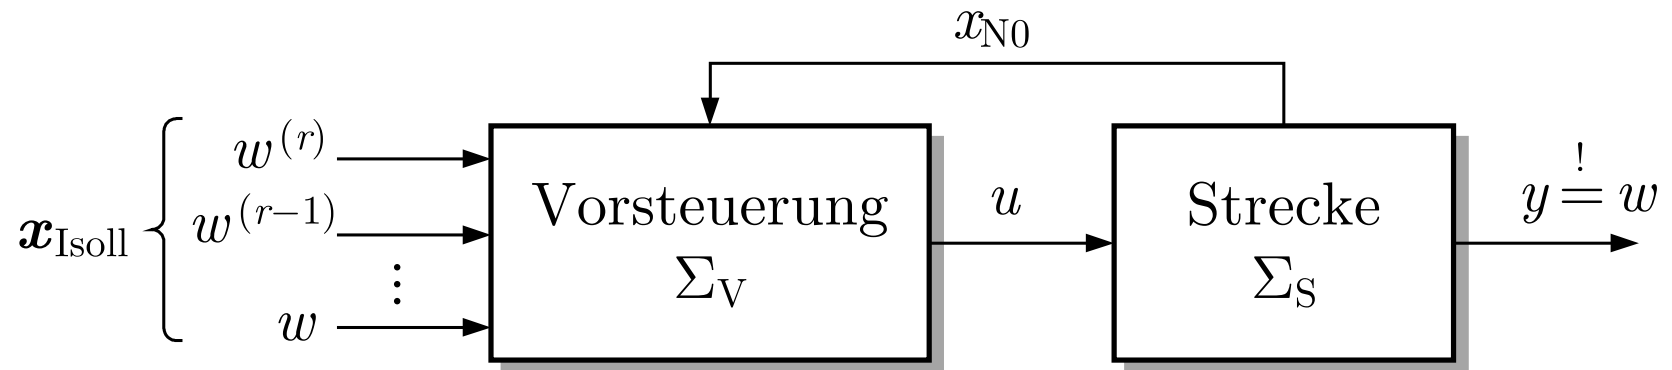 x_N0
w^(r)
w^(r−1)
x_Isoll
⋮
w
Vorsteuerung
Σ_V
u
Strecke
Σ_S
y =^! w